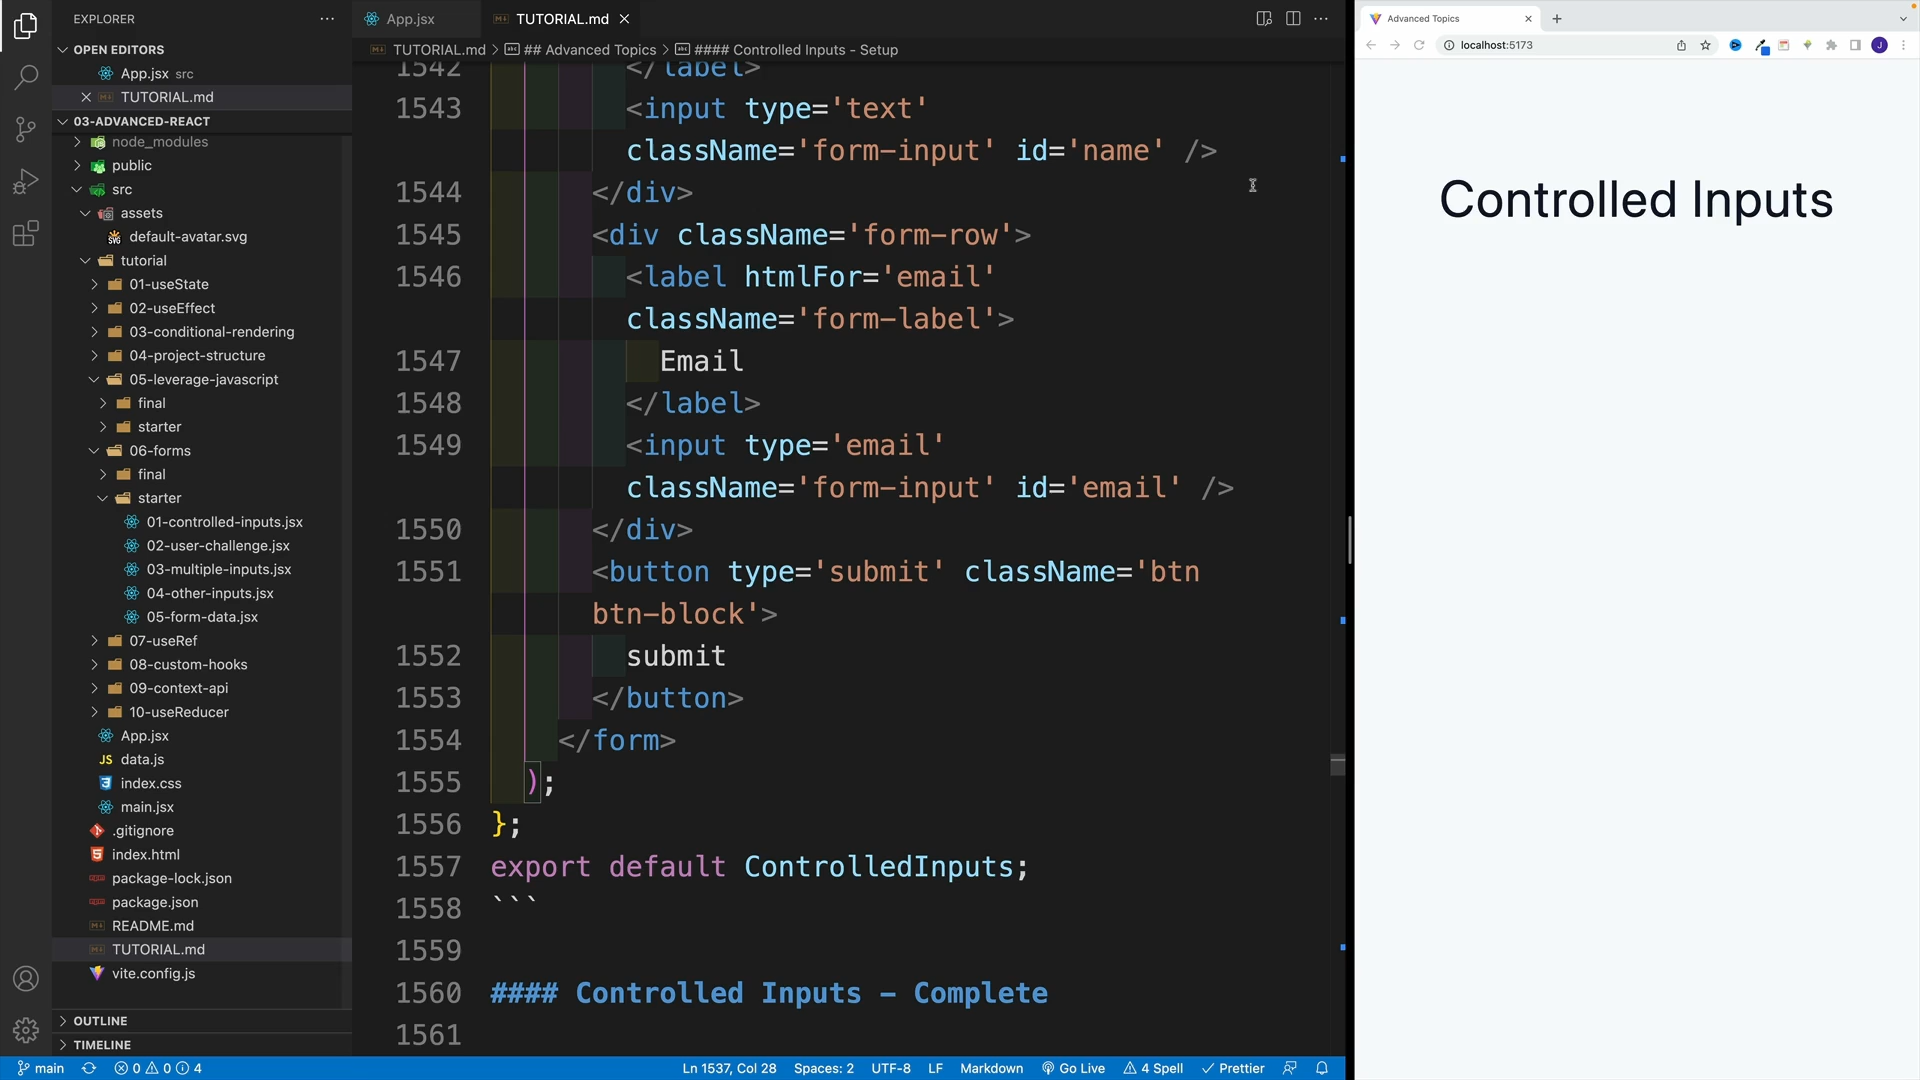 EXPLORER
OPEN EDITORS
App.jsx src
TUTORIAL.md
03-ADVANCED-REACT
node_modules
public
src
assets
default-avatar.svg
tutorial
01-useState
02-useEffect
03-conditional-rendering
04-project-structure
05-leverage-javascript
final
starter
06-forms
final
starter
01-controlled-inputs.jsx
02-user-challenge.jsx
03-multiple-inputs.jsx
04-other-inputs.jsx
05-form-data.jsx
07-useRef
08-custom-hooks
09-context-api
10-useReducer
App.jsx
JS data.js
index.css
main.jsx
.gitignore
index.html
package-lock.json
package.json
README.md
TUTORIAL.md
vite.config.js
OUTLINE
TIMELINE
App.jsx TUTORIAL.md
TUTORIAL.md > ## Advanced Topics > #### Controlled Inputs - Setup
1542 </label>
1543 <input type='text'
className='form-input' id='name' />
1544 </div>
1545 <div className='form-row'>
1546 <label htmlFor='email'
className='form-label'>
1547 Email
1548 </label>
1549 <input type='email'
className='form-input' id='email' />
1550 </div>
1551 <button type='submit' className='btn
btn-block'>
1552 submit
1553 </button>
1554 </form>
1555 );
1556 };
1557 export default ControlledInputs;
1558 ```
1559
1560 #### Controlled Inputs - Complete
1561
main 0 0 4 Ln 1537, Col 28 Spaces: 2 UTF-8 LF Markdown Go Live 4 Spell Prettier
Advanced Topics
localhost:5173
J
Controlled Inputs